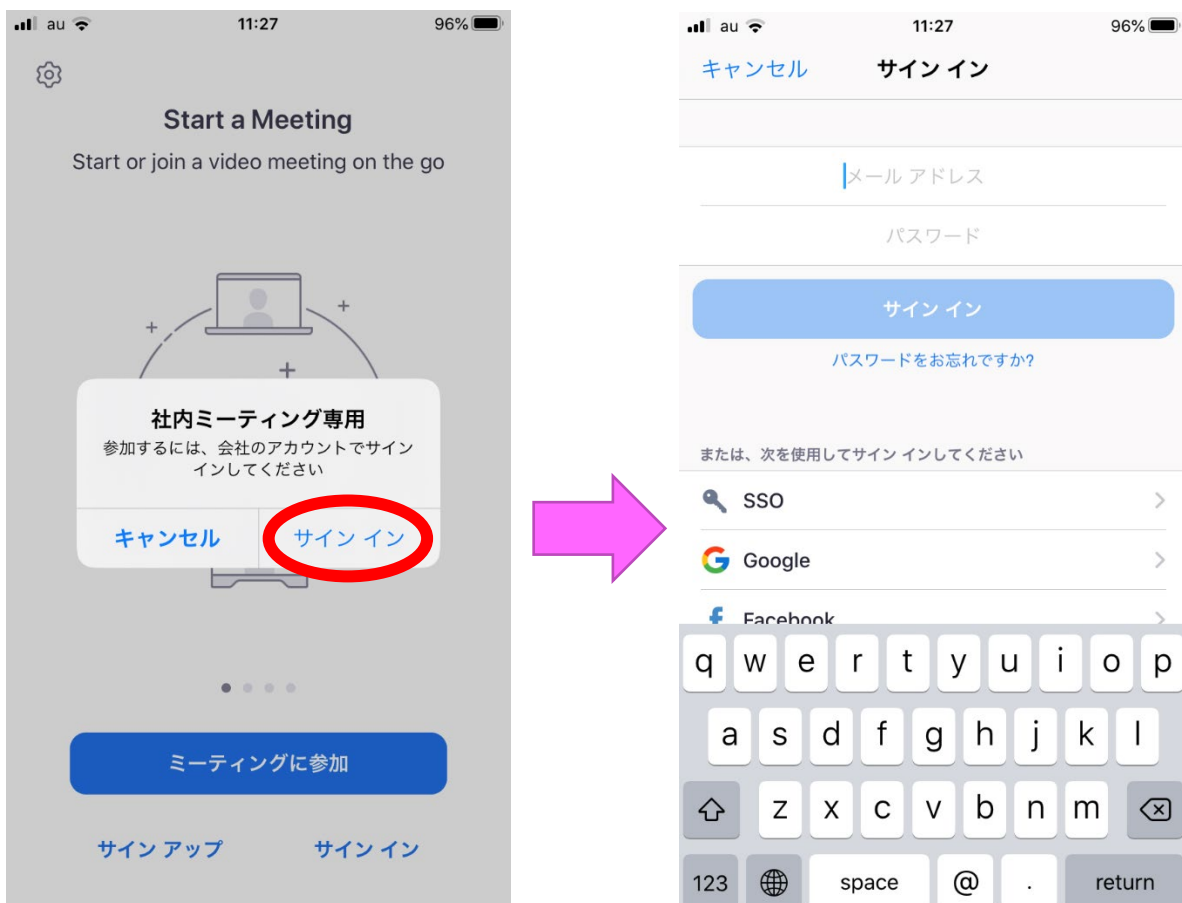 au 11:27 96%
Start a Meeting
Start or join a video meeting on the go
社内ミーティング専用
参加するには、会社のアカウントでサイン
インしてください
キャンセル サイン イン
ミーティングに参加
サイン アップ サイン イン
au 11:27 96%
キャンセル サイン イン
メール アドレス
パスワード
サイン イン
パスワードをお忘れですか?
または、次を使用してサイン インしてください
SSO
Google
Facebook
q w e r t y u i o p
a s d f g h j k l
z x c v b n m
123 space @ . return